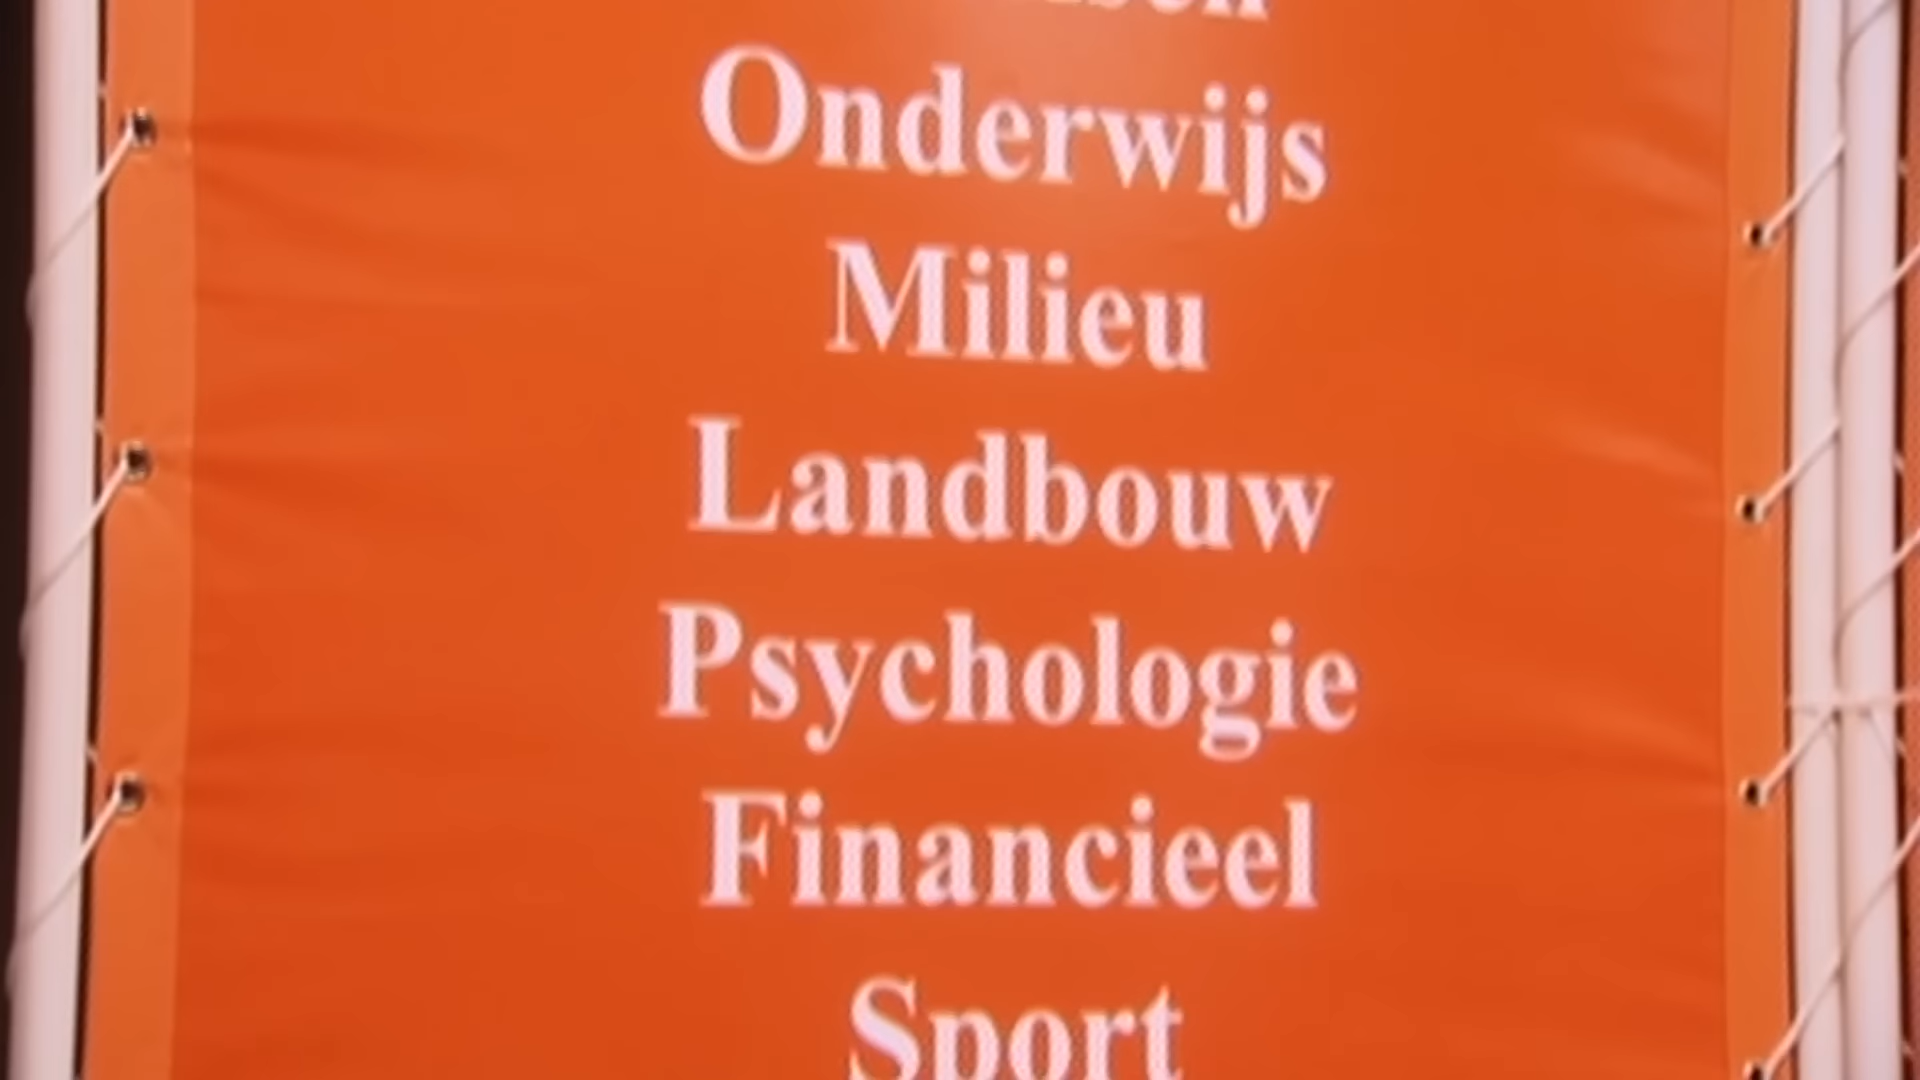 Onderwijs
Milieu
Landbouw
Psychologie
Financieel
Sport